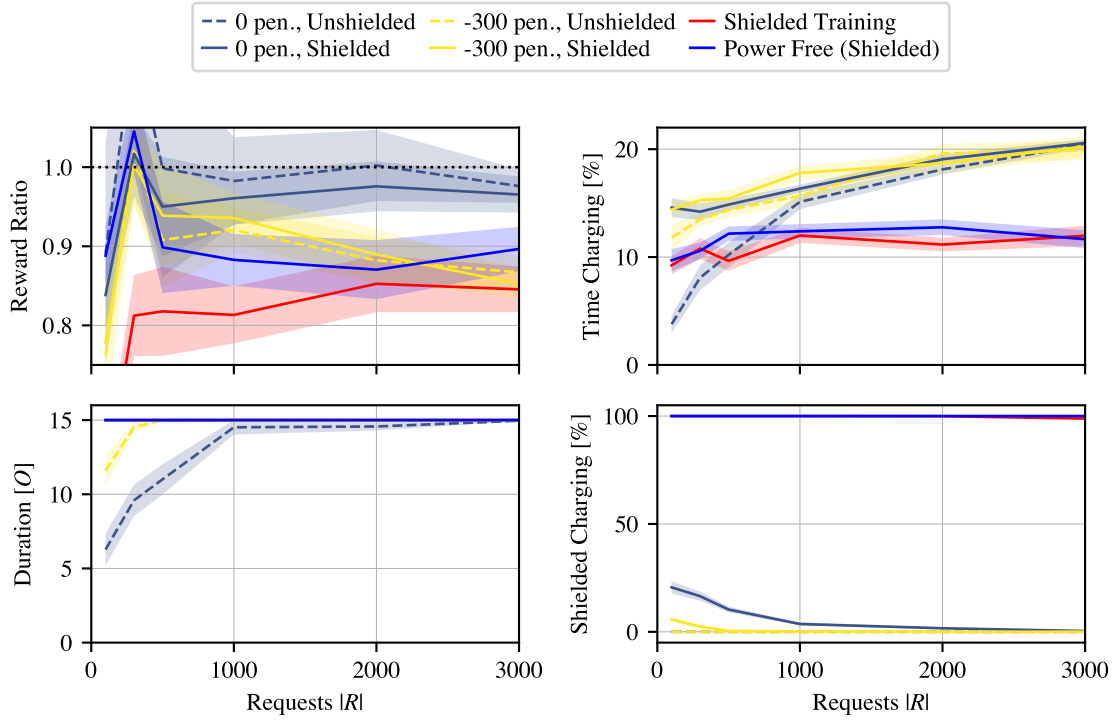 0 pen., Unshielded -300 pen., Unshielded Shielded Training
0 pen., Shielded -300 pen., Shielded Power Free (Shielded)
Reward Ratio
1.0
0.9
0.8
Time Charging [%]
20
10
0
Duration [O]
15
10
5
0
0 1000 2000 3000
Requests |R|
Shielded Charging [%]
100
50
0
0 1000 2000 3000
Requests |R|